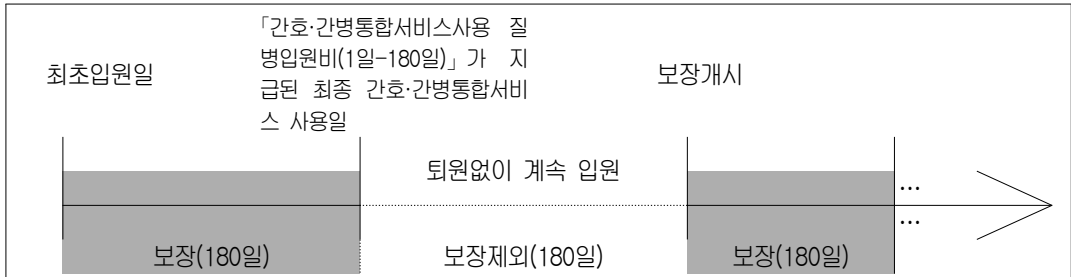 최초입원일
「간호·간병통합서비스사용 질
병입원비(1일-180일)」가 지
급된 최종 간호·간병통합서비
스 사용일
보장개시
퇴원없이 계속 입원
...
...
보장(180일)
보장제외(180일)
보장(180일)